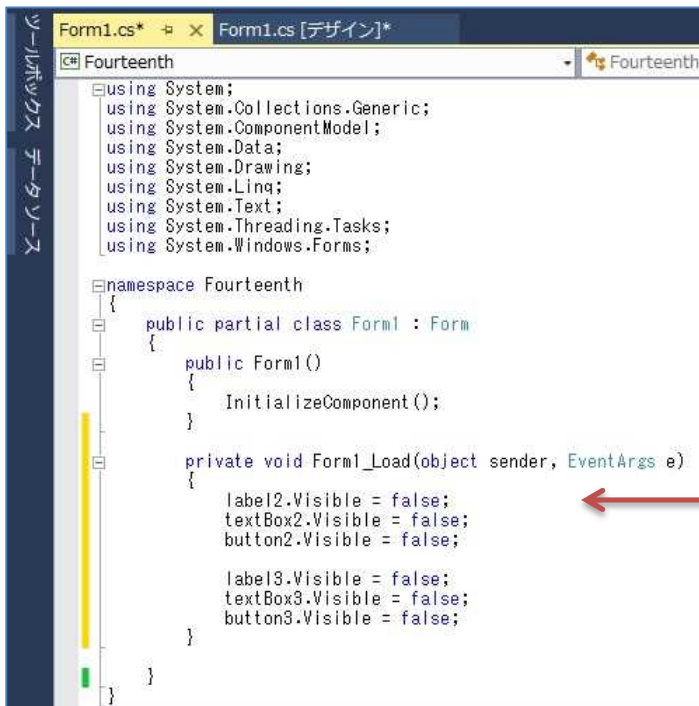 ツールボックス データ ソース
Form1.cs* Form1.cs [デザイン]*
C# Fourteenth Fourteenth
using System;
using System.Collections.Generic;
using System.ComponentModel;
using System.Data;
using System.Drawing;
using System.Linq;
using System.Text;
using System.Threading.Tasks;
using System.Windows.Forms;
namespace Fourteenth
{
public partial class Form1 : Form
{
public Form1()
{
InitializeComponent();
}
private void Form1_Load(object sender, EventArgs e)
{
label2.Visible = false;
textBox2.Visible = false;
button2.Visible = false;
label3.Visible = false;
textBox3.Visible = false;
button3.Visible = false;
}
}
}